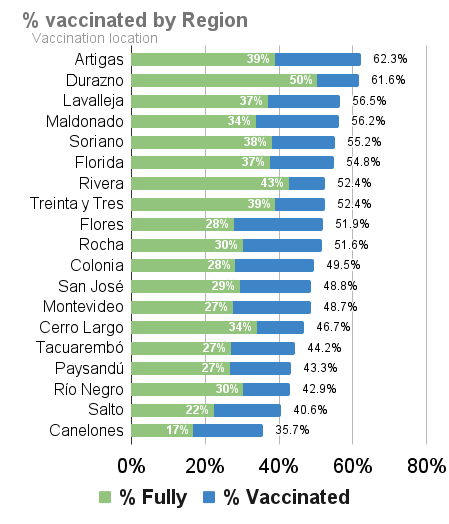 % vaccinated by Region
Vaccination location
Artigas 39% 62.3%
Durazno 50% 61.6%
Lavalleja 37% 56.5%
Maldonado 34% 56.2%
Soriano 38% 55.2%
Florida 37% 54.8%
Rivera 43% 52.4%
Treinta y Tres 39% 52.4%
Flores 28% 51.9%
Rocha 30% 51.6%
Colonia 28% 49.5%
San José 29% 48.8%
Montevideo 27% 48.7%
Cerro Largo 34% 46.7%
Tacuarembó 27% 44.2%
Paysandú 27% 43.3%
Río Negro 30% 42.9%
Salto 22% 40.6%
Canelones 17% 35.7%
0% 20% 40% 60% 80%
% Fully % Vaccinated